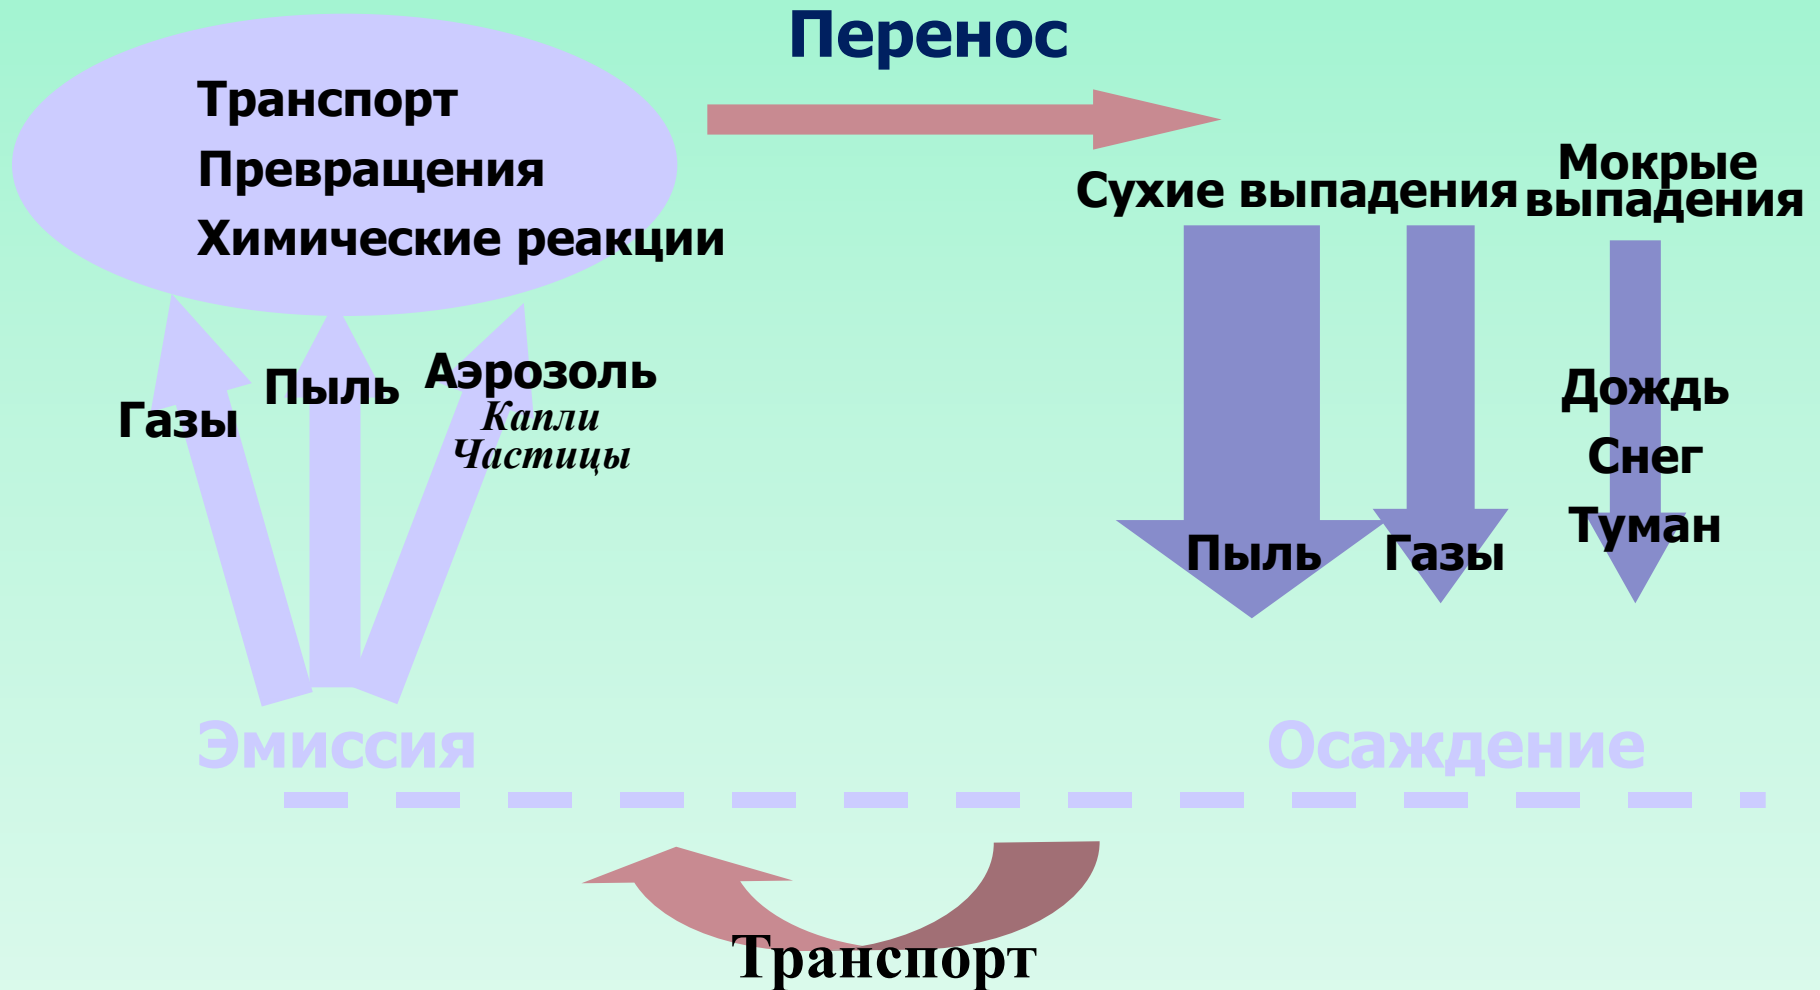 Перенос
Транспорт
Превращения
Химические реакции
Сухие выпадения
Мокрые
выпадения
Газы
Пыль
Аэрозоль
Капли
Частицы
Пыль
Газы
Дождь
Снег
Туман
Эмиссия
Осаждение
Транспорт